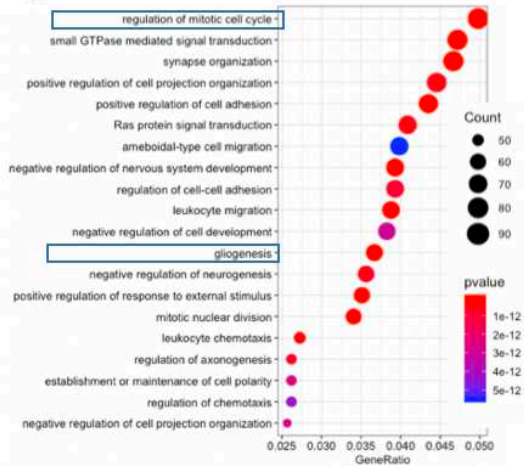 regulation of mitotic cell cycle
small GTPase mediated signal transduction
synapse organization
positive regulation of cell projection organization
positive regulation of cell adhesion
Ras protein signal transduction
ameboidal-type cell migration
negative regulation of nervous system development
regulation of cell-cell adhesion
leukocyte migration
negative regulation of cell development
gliogenesis
negative regulation of neurogenesis
positive regulation of response to external stimulus
mitotic nuclear division
leukocyte chemotaxis
regulation of axonogenesis
establishment or maintenance of cell polarity
regulation of chemotaxis
negative regulation of cell projection organization
0.025 0.030 0.035 0.040 0.045 0.050
GeneRatio
Count
50
60
70
80
90
pvalue
1e-12
2e-12
3e-12
4e-12
5e-12